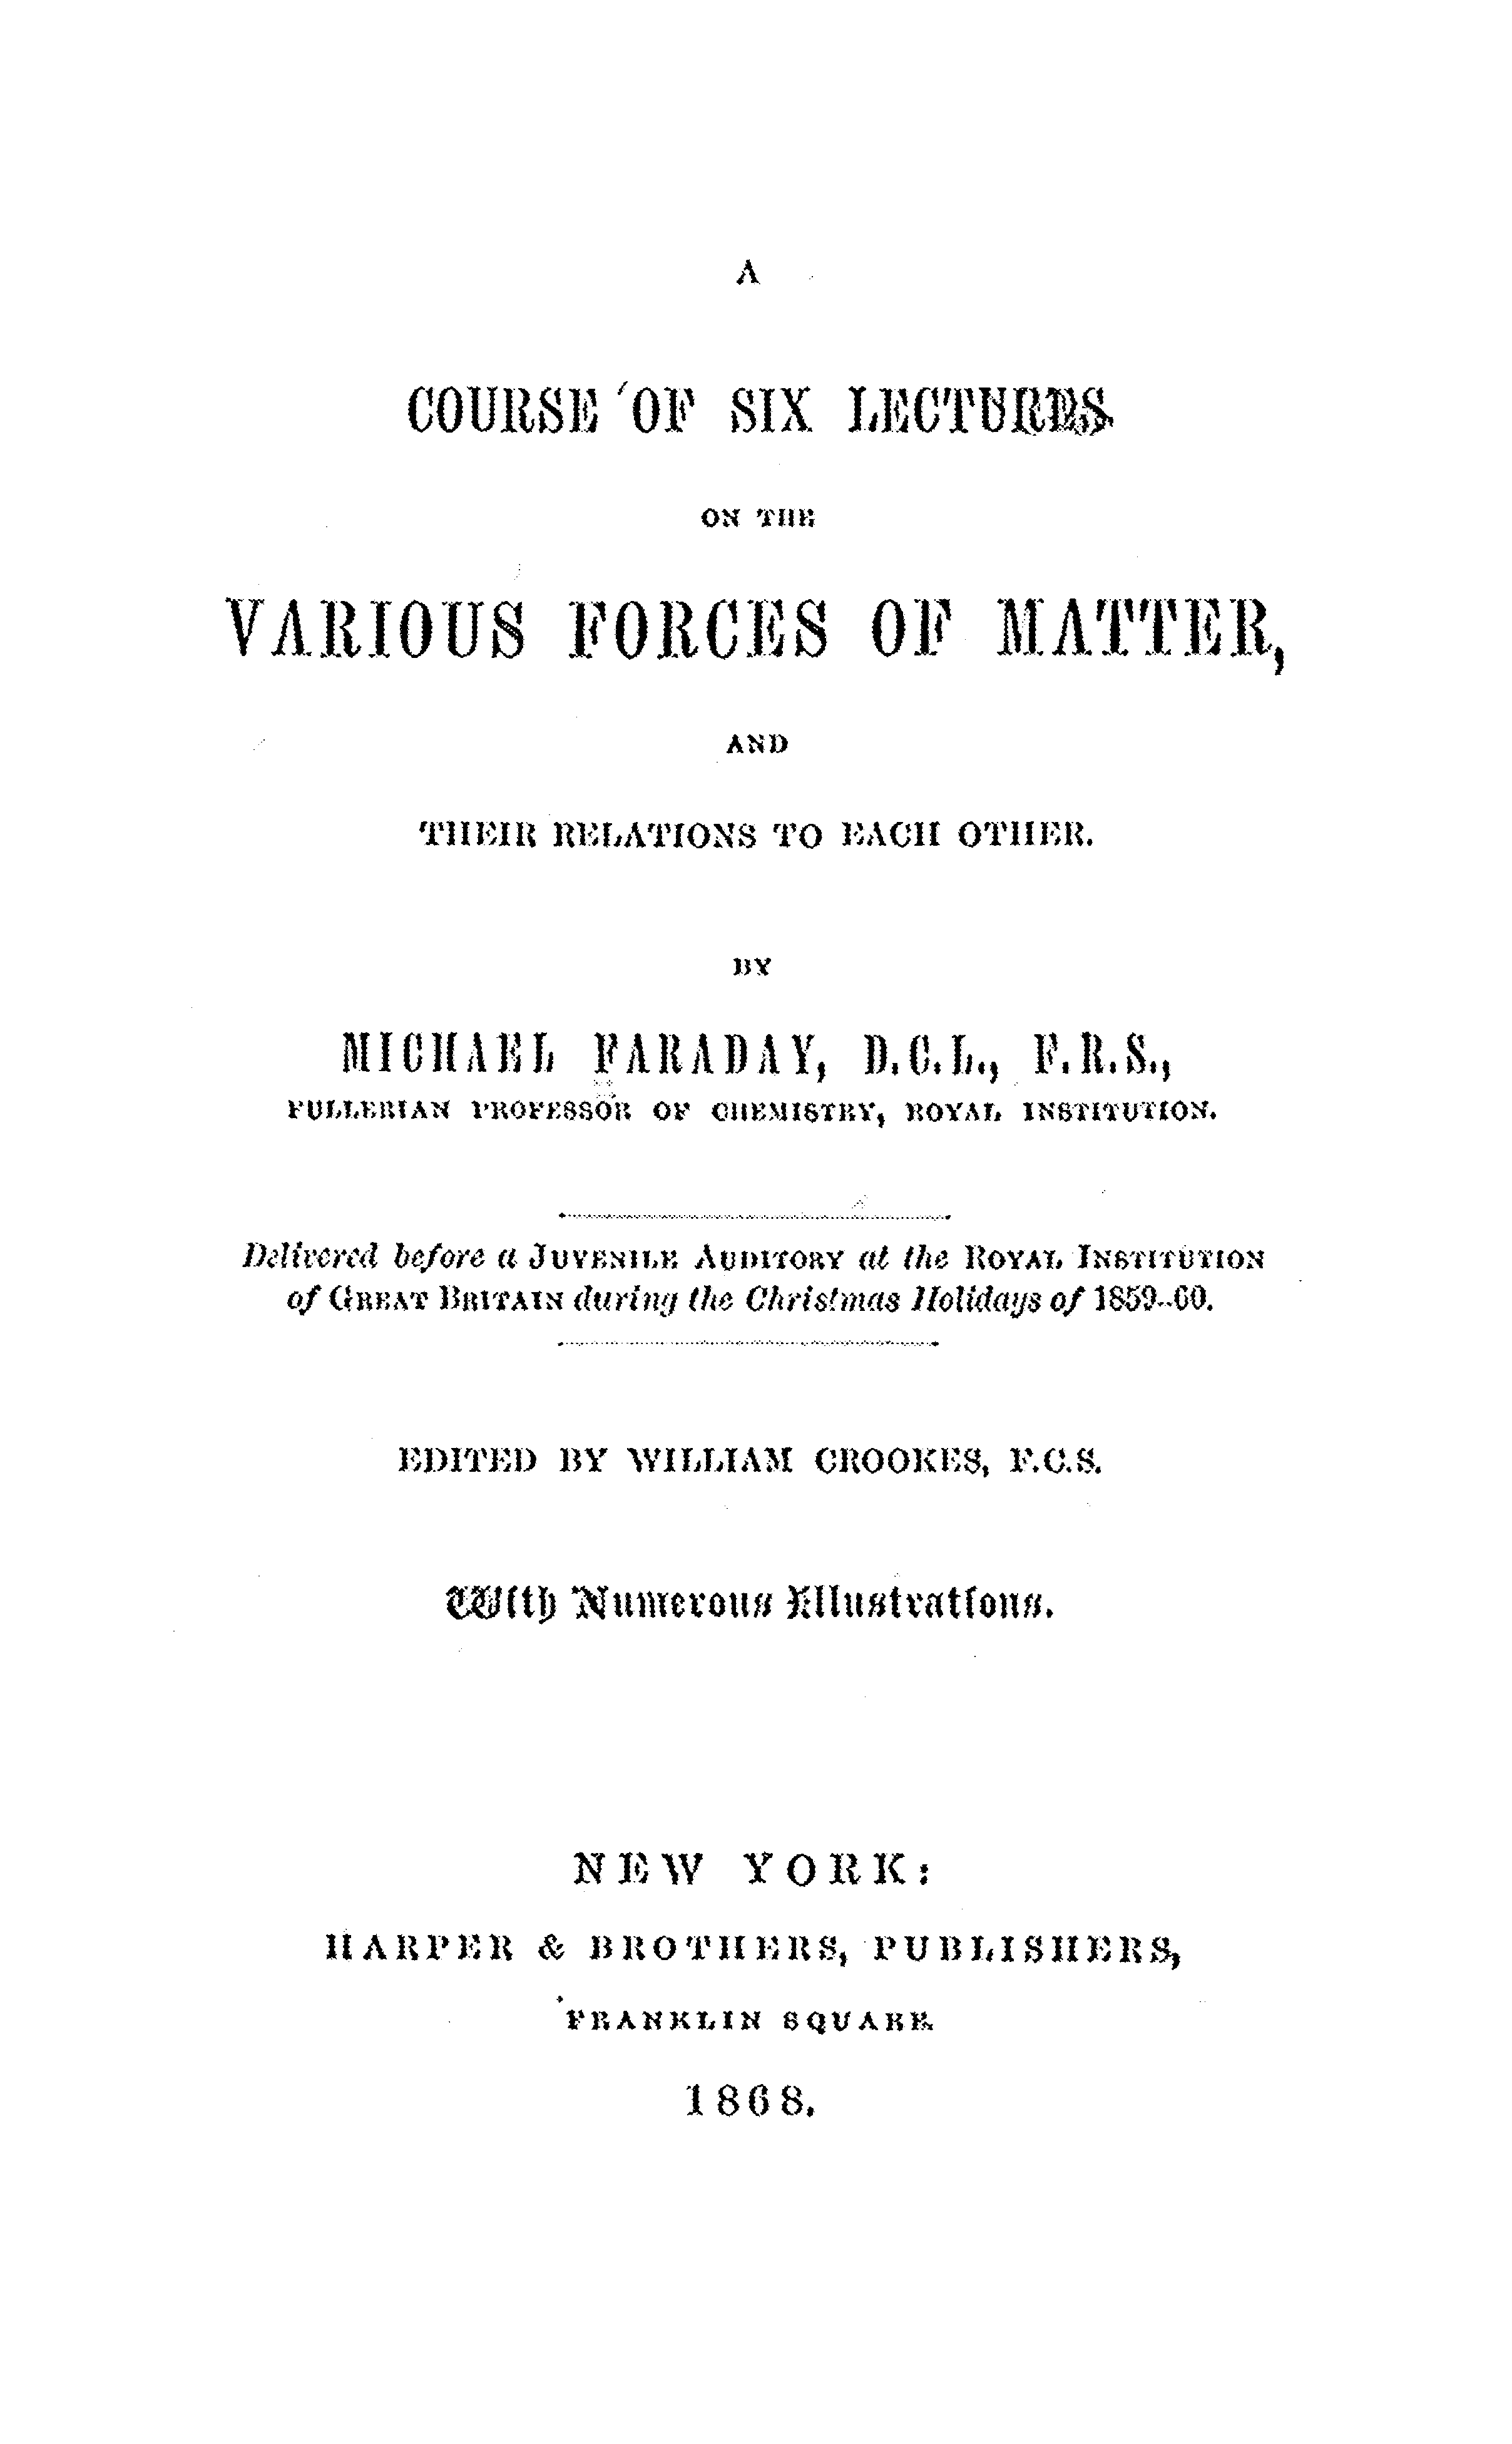 A
COURSE OF SIX LECTURES
ON THE
VARIOUS FORCES OF MATTER,
AND
THEIR RELATIONS TO EACH OTHER.
BY
MICHAEL FARADAY, D.C.L., F.R.S.,
FULLERIAN PROFESSOR OF CHEMISTRY, ROYAL INSTITUTION.
Delivered before a JUVENILE AUDITORY at the ROYAL INSTITUTION
of GREAT BRITAIN during the Christmas Holidays of 1859-60.
EDITED BY WILLIAM CROOKES, F.C.S.
With Numerous Illustrations.
NEW YORK:
HARPER & BROTHERS, PUBLISHERS,
FRANKLIN SQUARE.
1868.